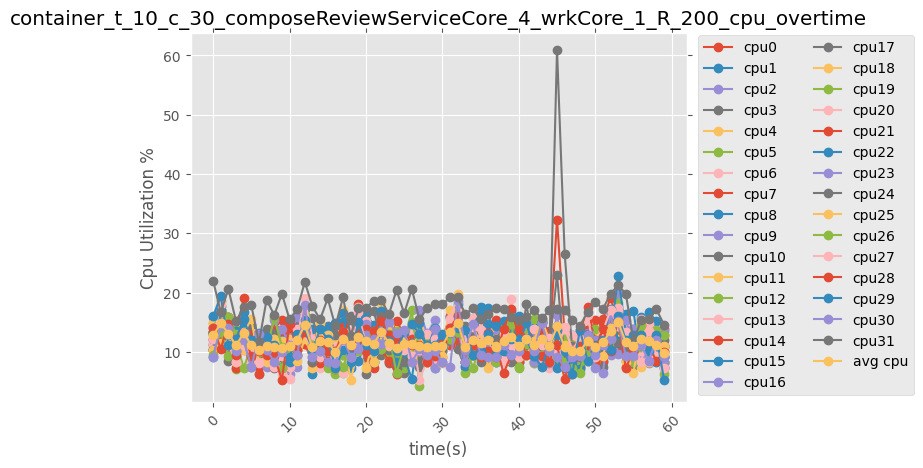 container_t_10_c_30_composeReviewServiceCore_4_wrkCore_1_R_200_cpu_overtime
60
50
40
30
20
10
Cpu Utilization %
0
10
20
30
40
50
60
time(s)
cpu0
cpu1
cpu2
cpu3
cpu4
cpu5
cpu6
cpu7
cpu8
cpu9
cpu10
cpu11
cpu12
cpu13
cpu14
cpu15
cpu16
cpu17
cpu18
cpu19
cpu20
cpu21
cpu22
cpu23
cpu24
cpu25
cpu26
cpu27
cpu28
cpu29
cpu30
cpu31
avg cpu